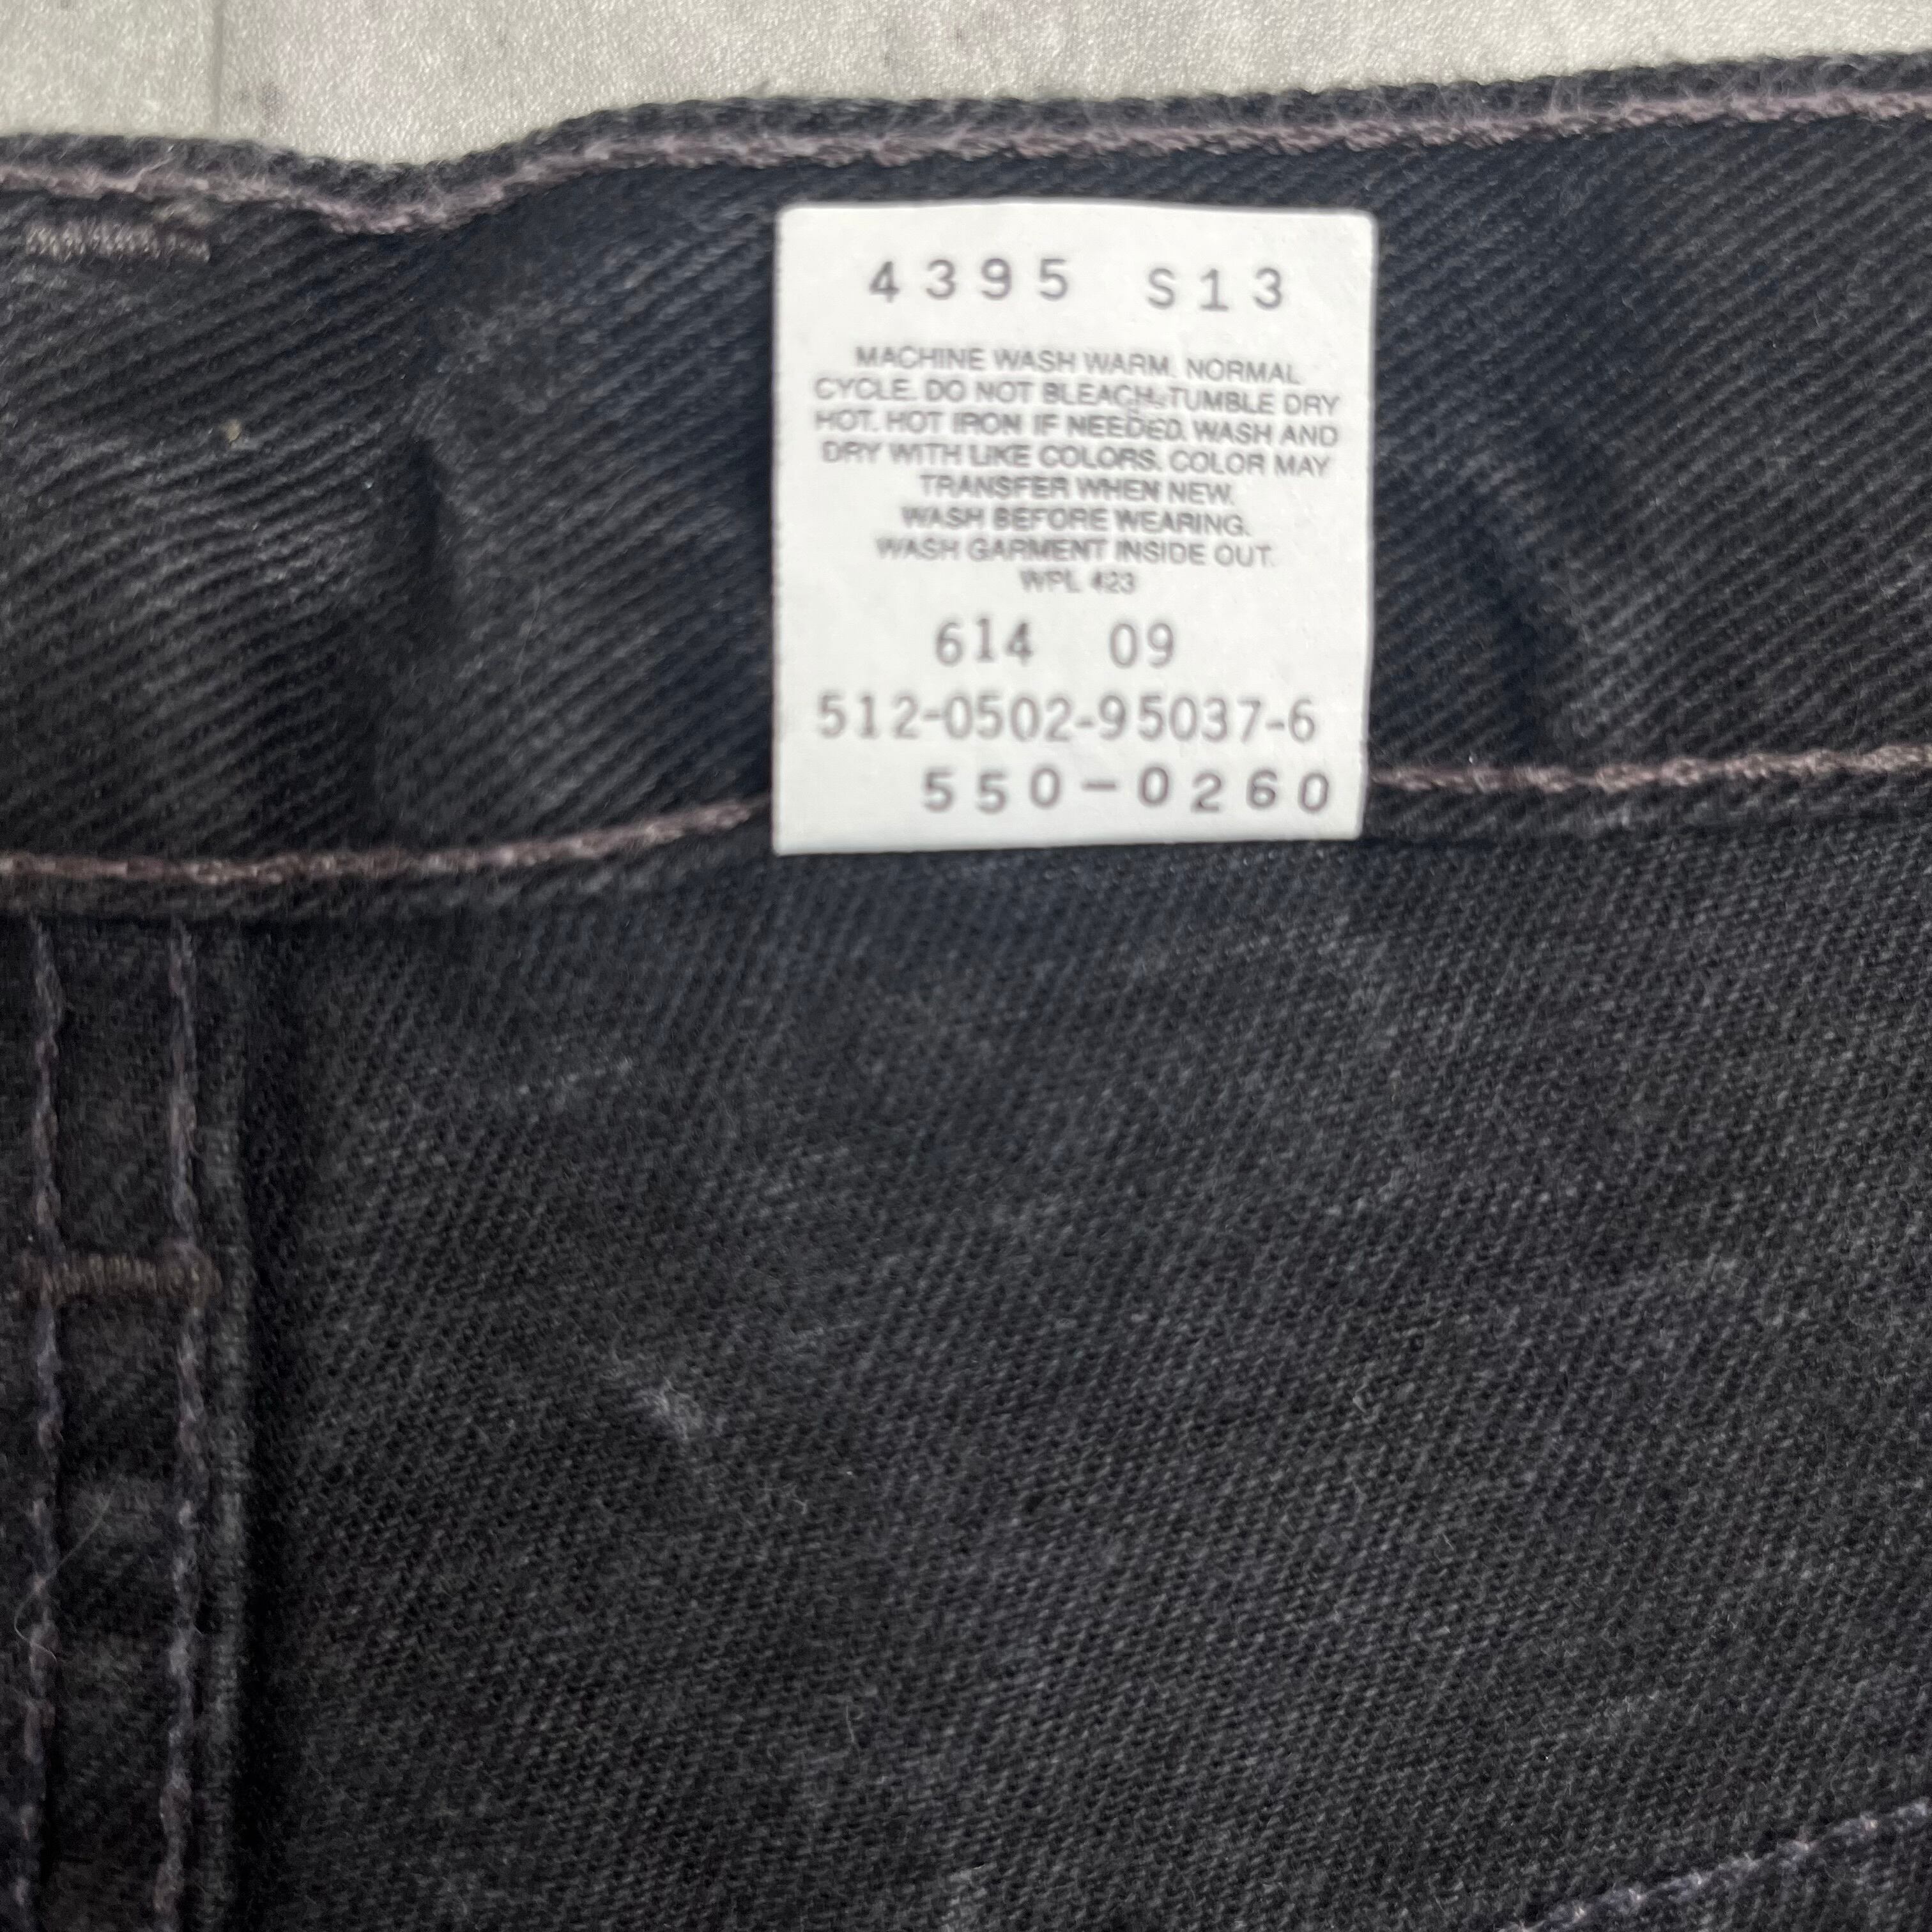 4395 S13
MACHINE WASH WARM. NORMAL
CYCLE. DO NOT BLEACH. TUMBLE DRY
HOT. HOT IRON IF NEEDED. WASH AND
DRY WITH LIKE COLORS. COLOR MAY
TRANSFER WHEN NEW.
WASH BEFORE WEARING.
WASH GARMENT INSIDE OUT.
WPL 423
614 09
512-0502-95037-6
550-0260